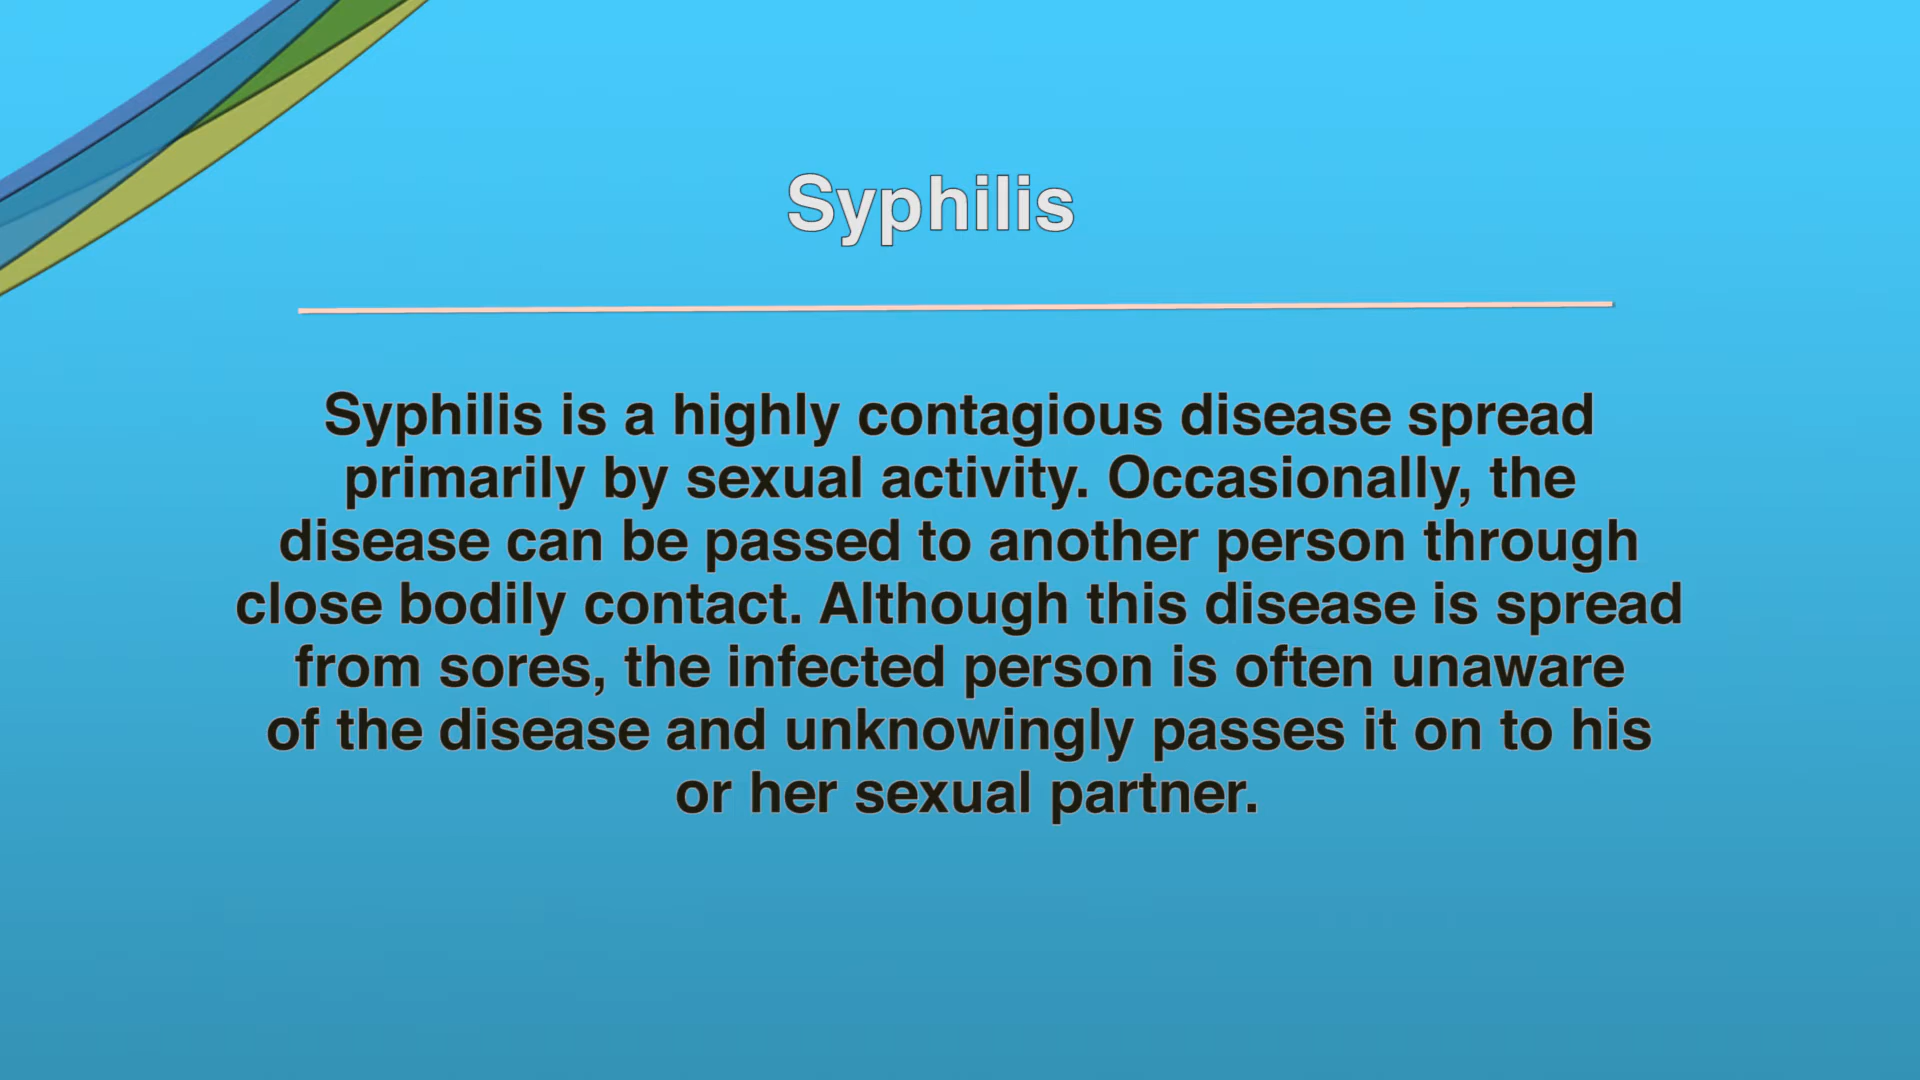 Syphilis
Syphilis is a highly contagious disease spread
primarily by sexual activity. Occasionally, the
disease can be passed to another person through
close bodily contact. Although this disease is spread
from sores, the infected person is often unaware
of the disease and unknowingly passes it on to his
or her sexual partner.